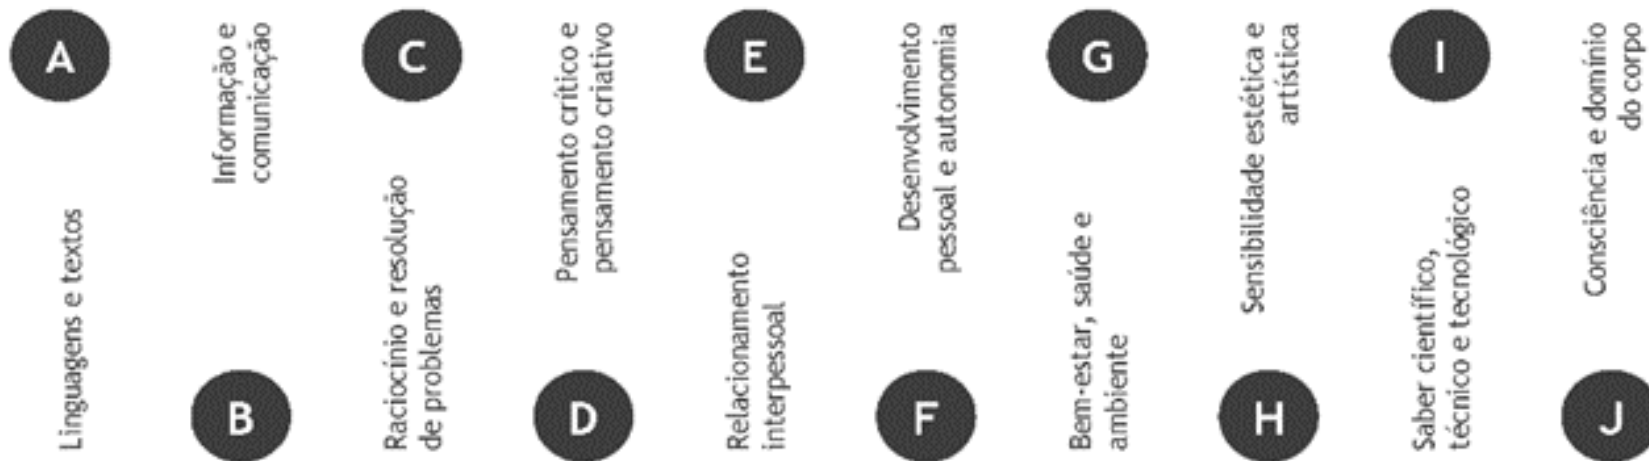 A
Linguagens e textos
B
Informação e
comunicação
C
Raciocínio e resolução
de problemas
D
Pensamento crítico e
pensamento criativo
E
Relacionamento
interpessoal
F
Desenvolvimento
pessoal e autonomia
G
Bem-estar, saúde e
ambiente
H
Sensibilidade estética e
artística
I
Saber científico,
técnico e tecnológico
J
Consciência e domínio
do corpo